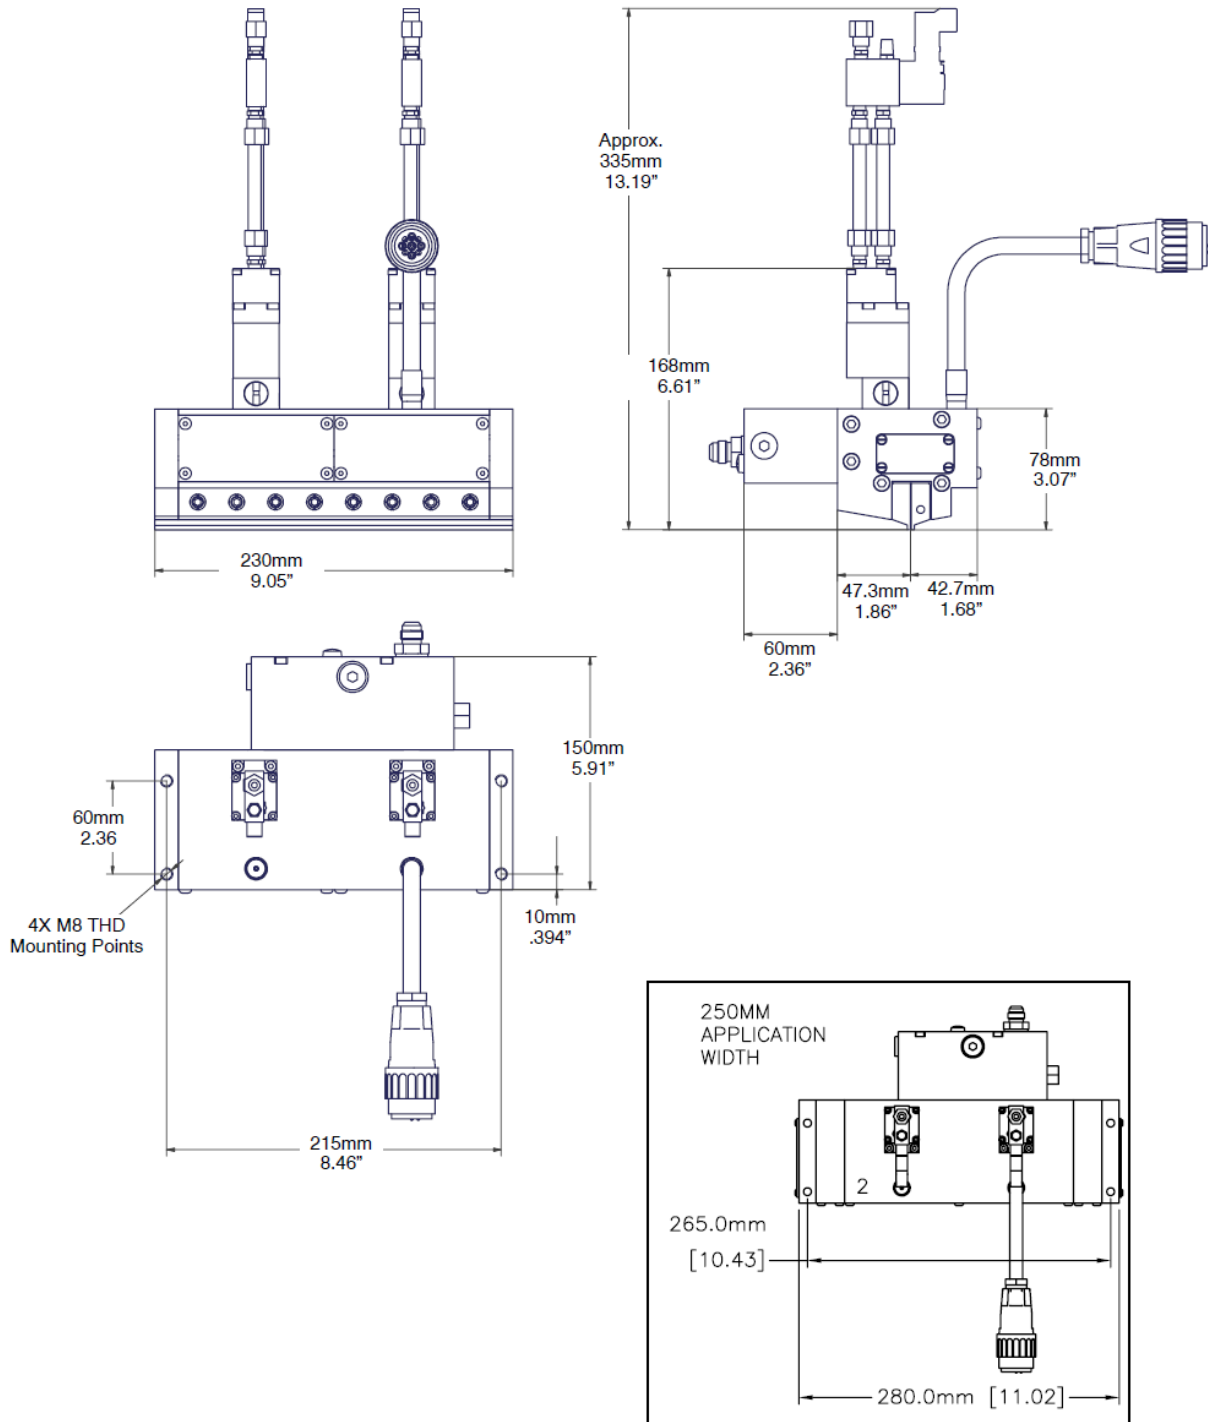 Approx.
335mm
13.19”
168mm
6.61”
78mm
3.07”
230mm
9.05”
47.3mm
1.86”
42.7mm
1.68”
60mm
2.36”
150mm
5.91”
60mm
2.36
4X M8 THD
Mounting Points
10mm
.394”
215mm
8.46”
250MM
APPLICATION
WIDTH
2
265.0mm
[10.43]
280.0mm [11.02]